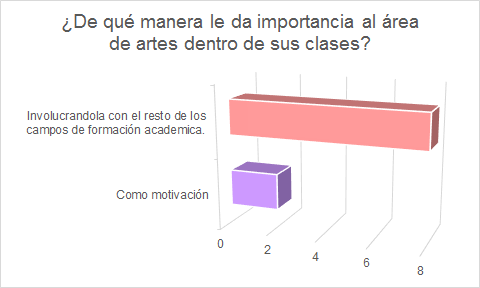 ¿De qué manera le da importancia al área
de artes dentro de sus clases?
Involucrandola con el resto de los
campos de formación academica.
Como motivación
0
2
4
6
8